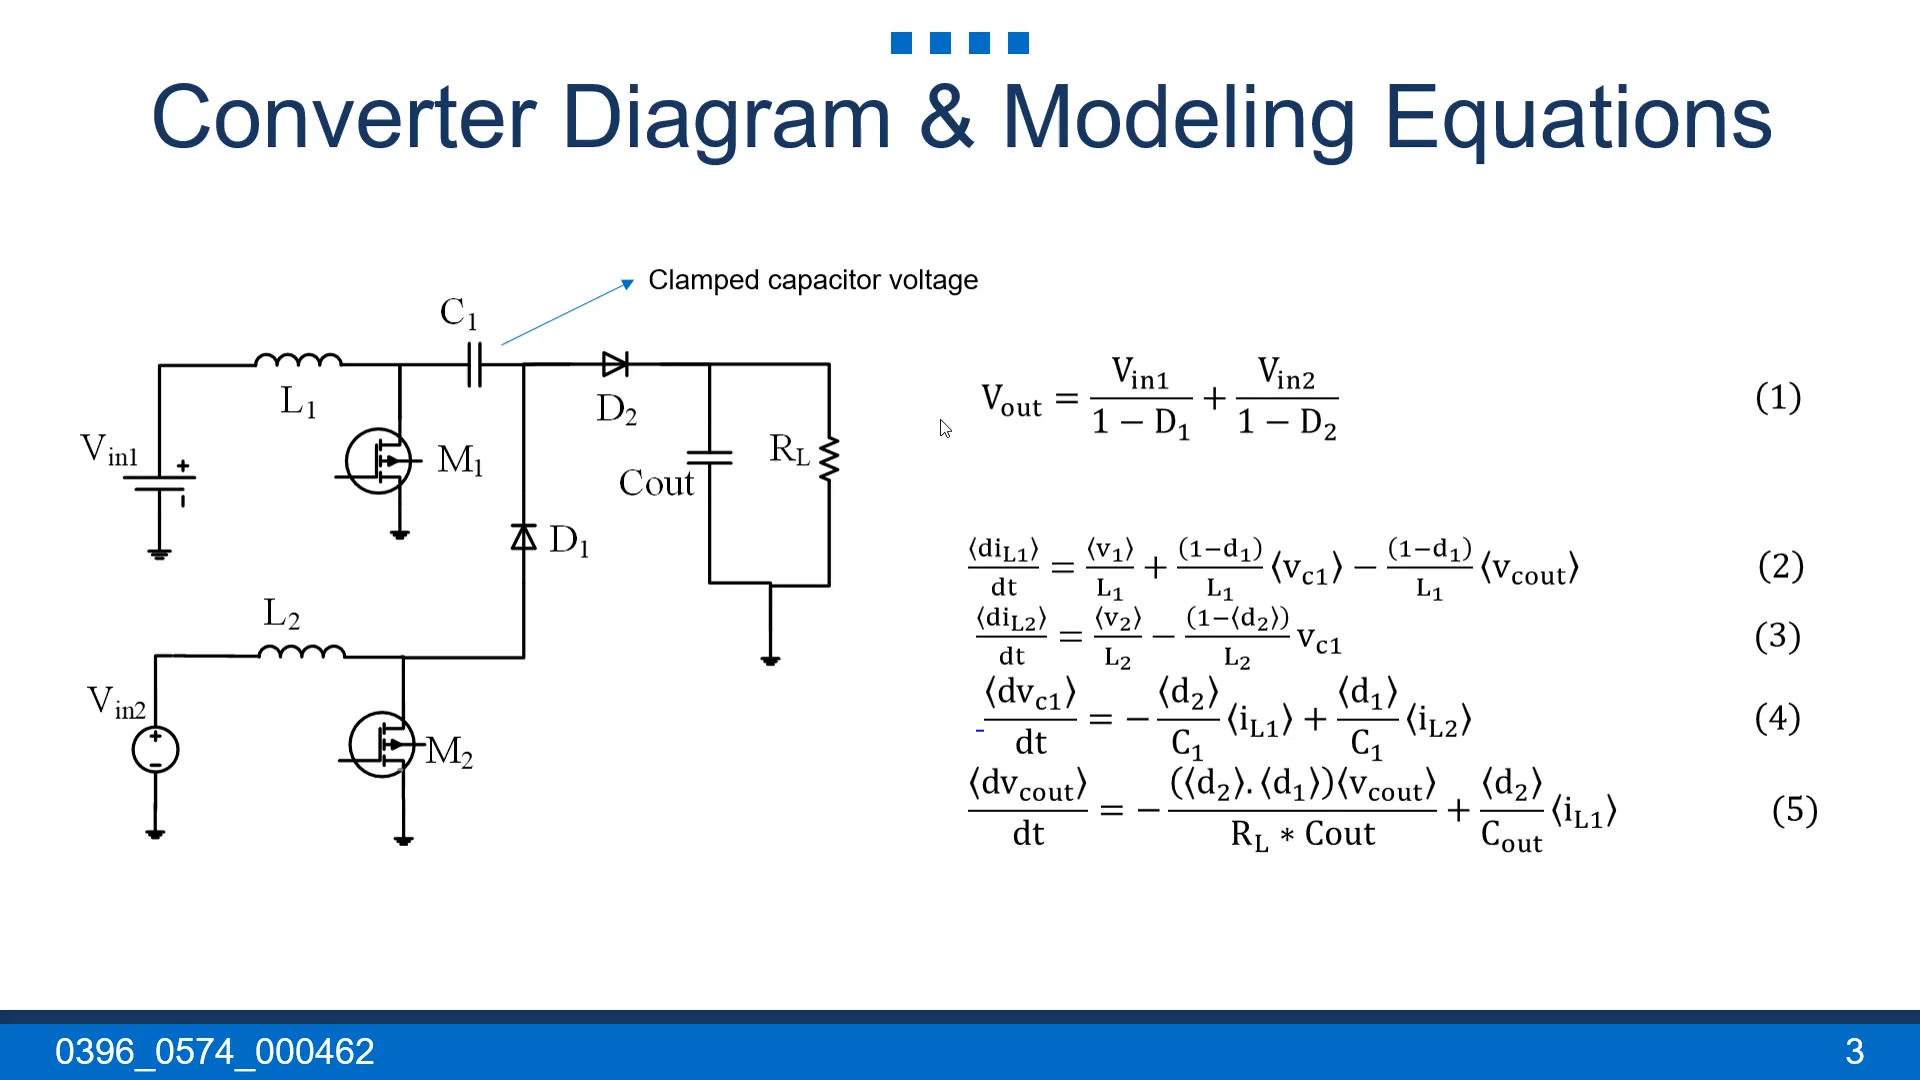 Converter Diagram & Modeling Equations
Clamped capacitor voltage
C₁
L₁
D₂
V_in1
M₁
Cout
R_L
D₁
L₂
V_in2
M₂
V_out = V_in1/(1 − D₁) + V_in2/(1 − D₂) (1)
⟨di_L1⟩/dt = ⟨v₁⟩/L₁ + (1−d₁)/L₁ ⟨v_c1⟩ − (1−d₁)/L₁ ⟨v_cout⟩ (2)
⟨di_L2⟩/dt = ⟨v₂⟩/L₂ − (1−⟨d₂⟩)/L₂ v_c1 (3)
⟨dv_c1⟩/dt = − ⟨d₂⟩/C₁ ⟨i_L1⟩ + ⟨d₁⟩/C₁ ⟨i_L2⟩ (4)
⟨dv_cout⟩/dt = − (⟨d₂⟩.⟨d₁⟩)⟨v_cout⟩/(R_L ∗ Cout) + ⟨d₂⟩/C_out ⟨i_L1⟩ (5)
0396_0574_000462
3